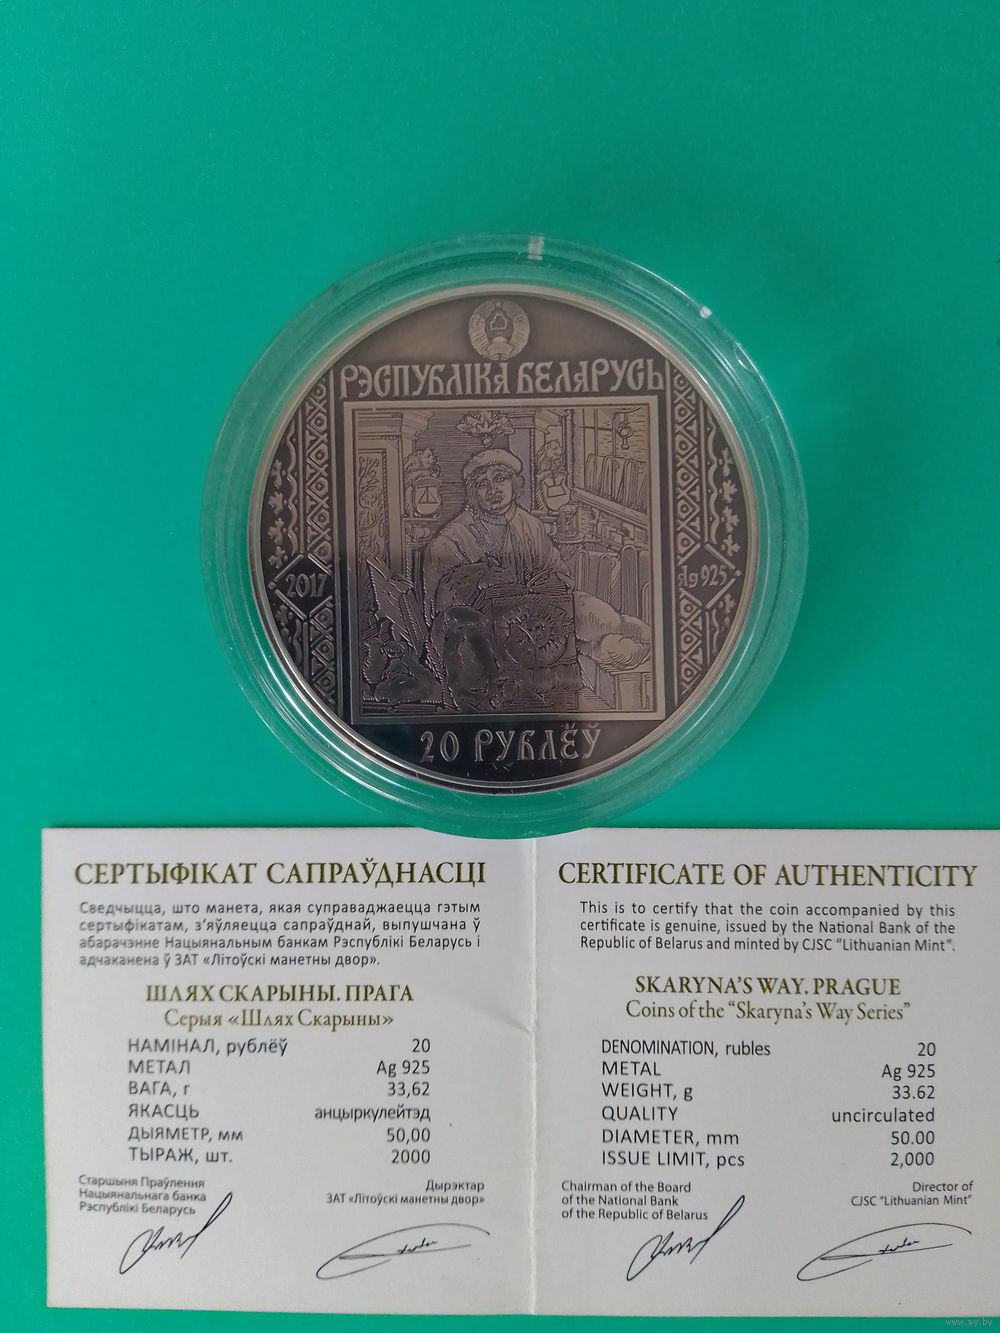 РЭСПУБЛІКА БЕЛАРУСЬ
2017
Ag 925
20 РУБЛЁЎ
СЕРТЫФІКАТ САПРАЎДНАСЦІ
Сведчыцца, што манета, якая суправаджаецца гэтым
сертыфікатам, з'яўляецца сапраўднай, выпушчана ў
абарачэнне Нацыянальным банкам Рэспублікі Беларусь і
адчаканена ў ЗАТ «Літоўскі манетны двор».
ШЛЯХ СКАРЫНЫ. ПРАГА
Серыя «Шлях Скарыны»
НАМІНАЛ, рублёў 20
МЕТАЛ Ag 925
ВАГА, г 33,62
ЯКАСЦЬ анцыркулейтэд
ДЫЯМЕТР, мм 50,00
ТЫРАЖ, шт. 2000
Старшыня Праўлення
Нацыянальнага банка
Рэспублікі Беларусь
Дырэктар
ЗАТ «Літоўскі манетны двор»
CERTIFICATE OF AUTHENTICITY
This is to certify that the coin accompanied by this
certificate is genuine, issued by the National Bank of the
Republic of Belarus and minted by CJSC "Lithuanian Mint".
SKARYNA'S WAY. PRAGUE
Coins of the "Skaryna's Way Series"
DENOMINATION, rubles 20
METAL Ag 925
WEIGHT, g 33.62
QUALITY uncirculated
DIAMETER, mm 50.00
ISSUE LIMIT, pcs 2,000
Chairman of the Board
of the National Bank
of the Republic of Belarus
Director of
CJSC "Lithuanian Mint"
www.ay.by